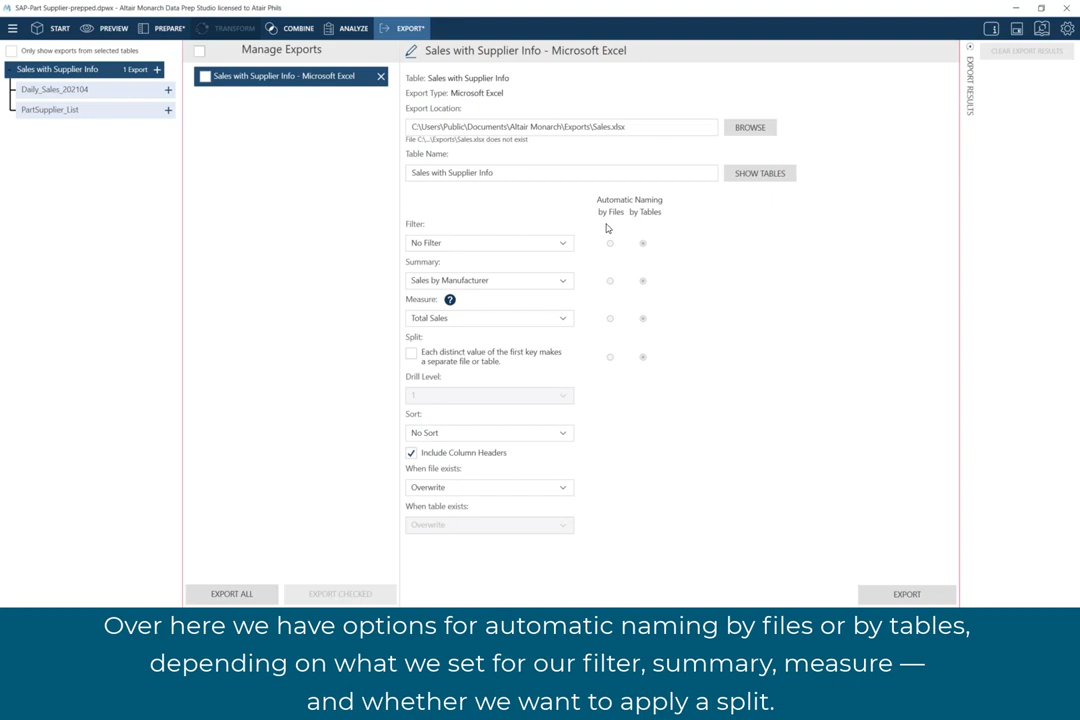 SAP-Part Supplier-prepped.dpwx - Altair Monarch Data Prep Studio licensed to Atair Phils
START PREVIEW PREPARE* TRANSFORM COMBINE ANALYZE EXPORT*
Only show exports from selected tables
Sales with Supplier Info 1 Export +
Daily_Sales_202104 +
PartSupplier_List +
Manage Exports
Sales with Supplier Info - Microsoft Excel
EXPORT ALL EXPORT CHECKED
Sales with Supplier Info - Microsoft Excel
Table: Sales with Supplier Info
Export Type: Microsoft Excel
Export Location:
C:\Users\Public\Documents\Altair Monarch\Exports\Sales.xlsx BROWSE
File C:\...\Exports\Sales.xlsx does not exist
Table Name:
Sales with Supplier Info SHOW TABLES
Automatic Naming
by Files by Tables
Filter:
No Filter
Summary:
Sales by Manufacturer
Measure: ?
Total Sales
Split:
Each distinct value of the first key makes
a separate file or table.
Drill Level:
1
Sort:
No Sort
Include Column Headers
When file exists:
Overwrite
When table exists:
Overwrite
EXPORT
EXPORT RESULTS
CLEAR EXPORT RESULTS
Over here we have options for automatic naming by files or by tables,
depending on what we set for our filter, summary, measure —
and whether we want to apply a split.